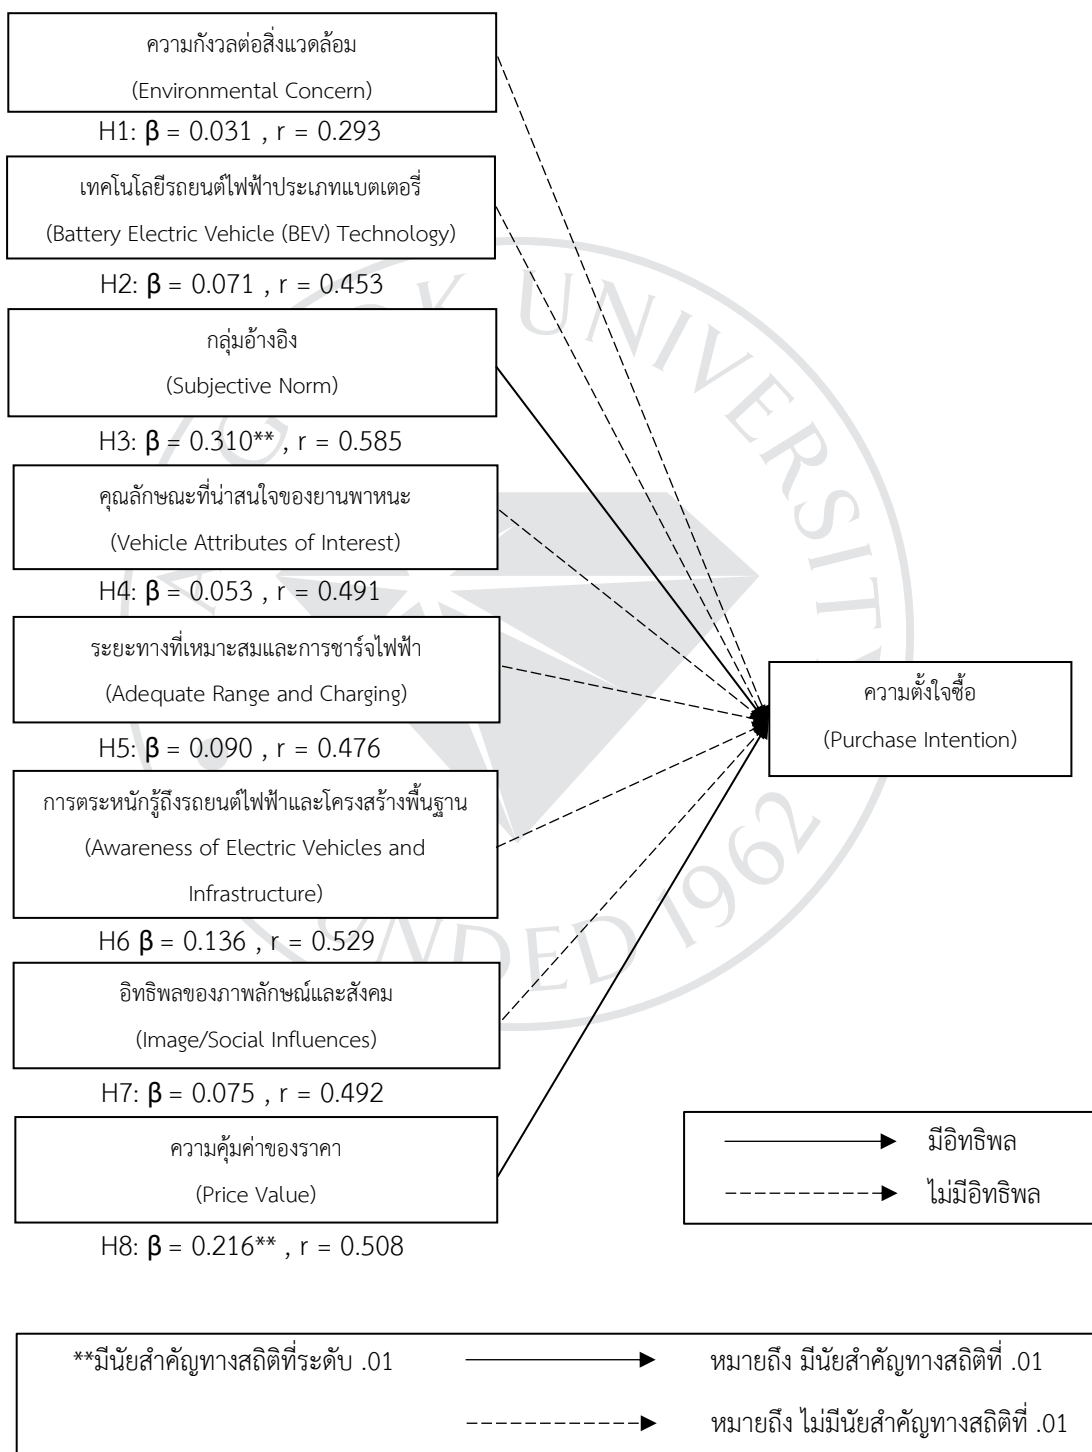 ความกังวลต่อสิ่งแวดล้อม
(Environmental Concern)
H1: β = 0.031 , r = 0.293
เทคโนโลยีรถยนต์ไฟฟ้าประเภทแบตเตอรี่
(Battery Electric Vehicle (BEV) Technology)
H2: β = 0.071 , r = 0.453
กลุ่มอ้างอิง
(Subjective Norm)
H3: β = 0.310** , r = 0.585
คุณลักษณะที่น่าสนใจของยานพาหนะ
(Vehicle Attributes of Interest)
H4: β = 0.053 , r = 0.491
ระยะทางที่เหมาะสมและการชาร์จไฟฟ้า
(Adequate Range and Charging)
H5: β = 0.090 , r = 0.476
การตระหนักรู้ถึงรถยนต์ไฟฟ้าและโครงสร้างพื้นฐาน
(Awareness of Electric Vehicles and
Infrastructure)
H6 β = 0.136 , r = 0.529
อิทธิพลของภาพลักษณ์และสังคม
(Image/Social Influences)
H7: β = 0.075 , r = 0.492
ความคุ้มค่าของราคา
(Price Value)
H8: β = 0.216** , r = 0.508
ความตั้งใจซื้อ
(Purchase Intention)
มีอิทธิพล
ไม่มีอิทธิพล
**มีนัยสำคัญทางสถิติที่ระดับ .01
หมายถึง มีนัยสำคัญทางสถิติที่ .01
หมายถึง ไม่มีนัยสำคัญทางสถิติที่ .01
UNIVERSITY
1962